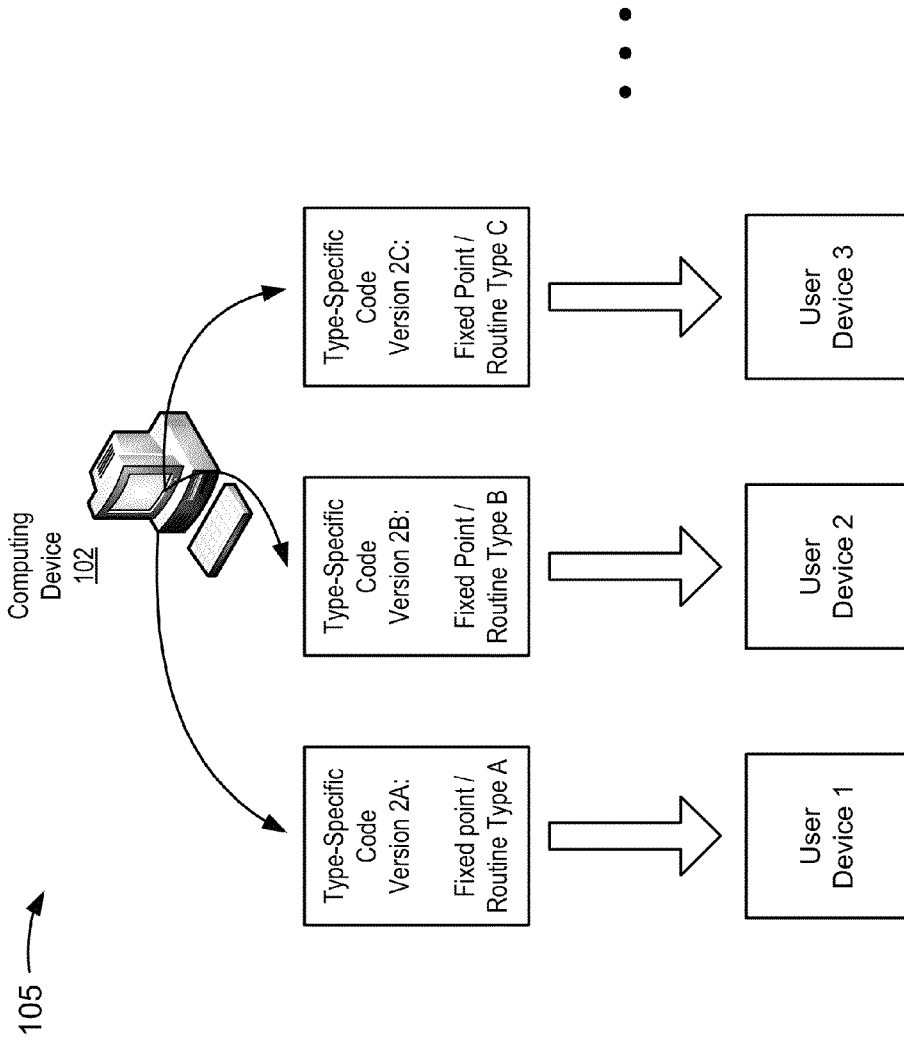 105
Computing
Device
102
Type-Specific
Code
Version 2A:
Fixed point /
Routine Type A
Type-Specific
Code
Version 2B:
Fixed Point /
Routine Type B
Type-Specific
Code
Version 2C:
Fixed Point /
Routine Type C
User
Device 1
User
Device 2
User
Device 3